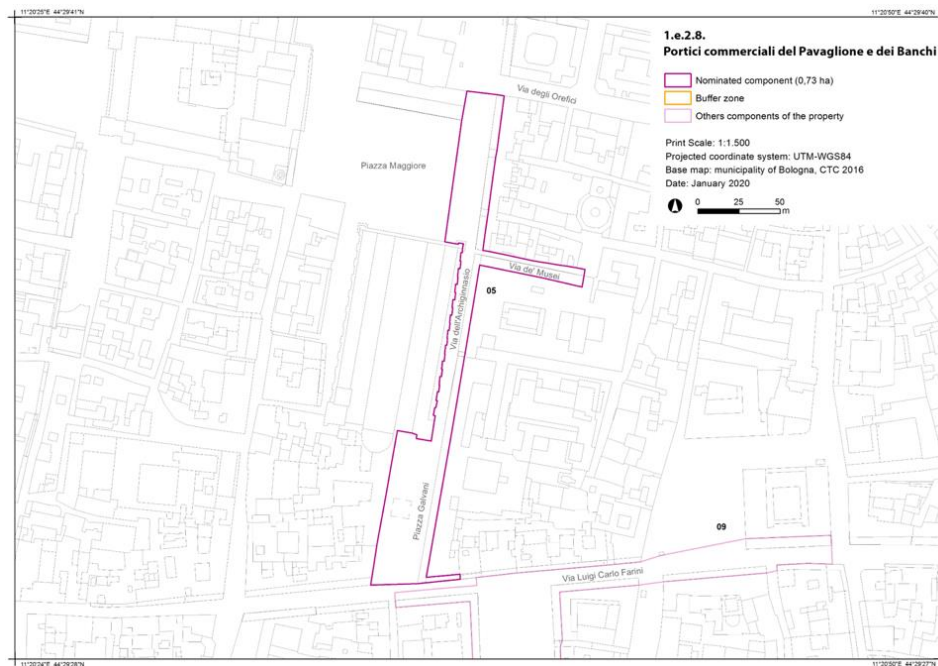 11°20'25"E 44°29'41"N
11°20'50"E 44°29'40"N
1.e.2.8.
Portici commerciali del Pavaglione e dei Banchi
Nominated component (0,73 ha)
Buffer zone
Others components of the property
Print Scale: 1:1.500
Projected coordinate system: UTM-WGS84
Base map: municipality of Bologna, CTC 2016
Date: January 2020
0 25 50
m
Via degli Orefici
Piazza Maggiore
Via de' Musei
05
Via dell'Archiginnasio
Piazza Galvani
09
Via Luigi Carlo Farini
11°20'24"E 44°29'28"N
11°20'50"E 44°29'27"N